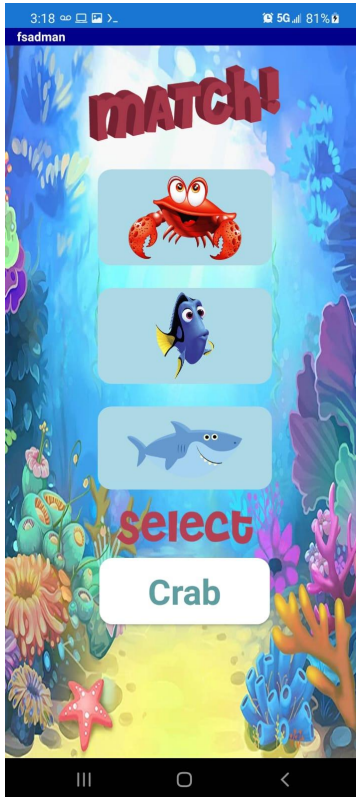 3:18 5G 81%
fsadman
MATCh!
SElECt
Crab